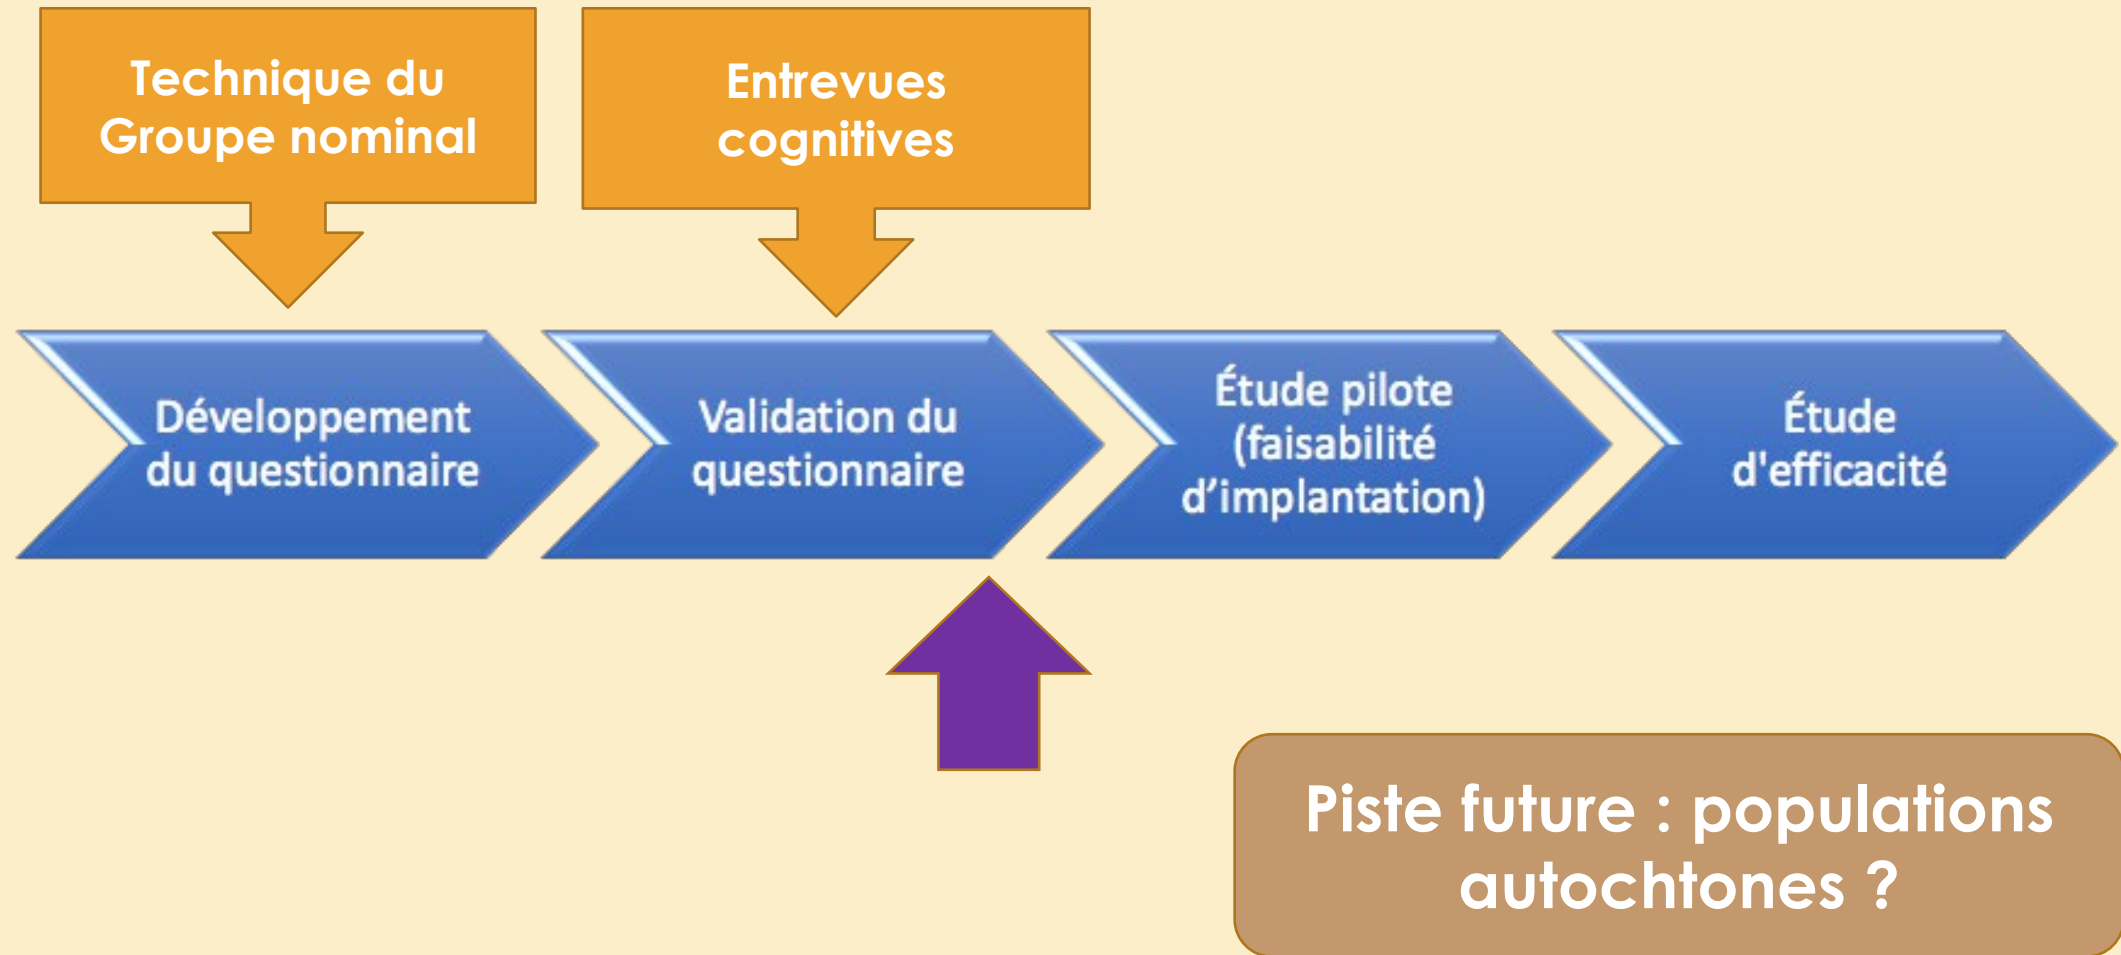 Technique du
Groupe nominal
Entrevues
cognitives
Développement
du questionnaire
Validation du
questionnaire
Étude pilote
(faisabilité
d’implantation)
Étude
d'efficacité
Piste future : populations
autochtones ?